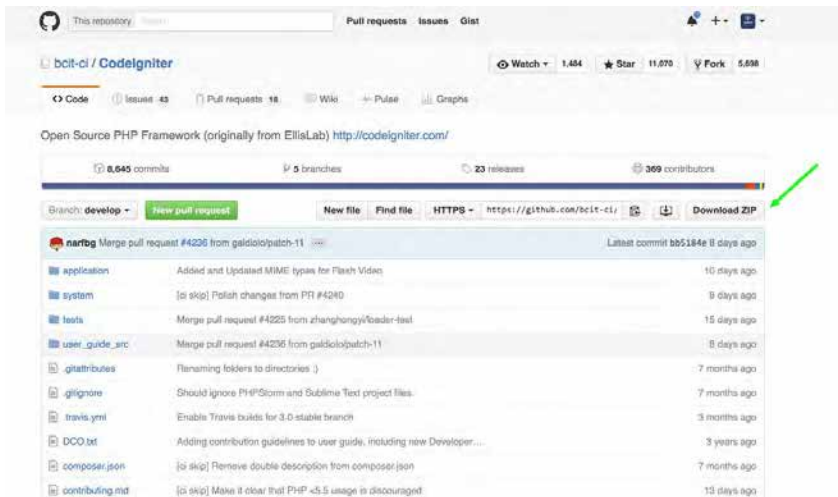 This repository
Pull requests Issues Gist
bcit-ci / CodeIgniter
Watch 1,484 Star 11,070 Fork 5,698
Code Issues 43 Pull requests 18 Wiki Pulse Graphs
Open Source PHP Framework (originally from EllisLab) http://codeigniter.com/
8,645 commits 5 branches 23 releases 369 contributors
Branch: develop New pull request New file Find file HTTPS https://github.com/bcit-ci/ Download ZIP
narfbg Merge pull request #4236 from galdiolo/patch-11 ... Latest commit bb5184e 8 days ago
application Added and Updated MIME types for Flash Video 10 days ago
system [ci skip] Polish changes from PR #4240 9 days ago
tests Merge pull request #4225 from zhanghongyi/loader-test 15 days ago
user_guide_src Merge pull request #4236 from galdiolo/patch-11 8 days ago
.gitattributes Renaming folders to directories :) 7 months ago
.gitignore Should ignore PHPStorm and Sublime Text project files. 7 months ago
.travis.yml Enable Travis builds for 3.0-stable branch 3 months ago
DCO.txt Adding contribution guidelines to user guide, including new Developer… 3 years ago
composer.json [ci skip] Remove double description from composer.json 7 months ago
contributing.md [ci skip] Make it clear that PHP <5.5 usage is discouraged 13 days ago